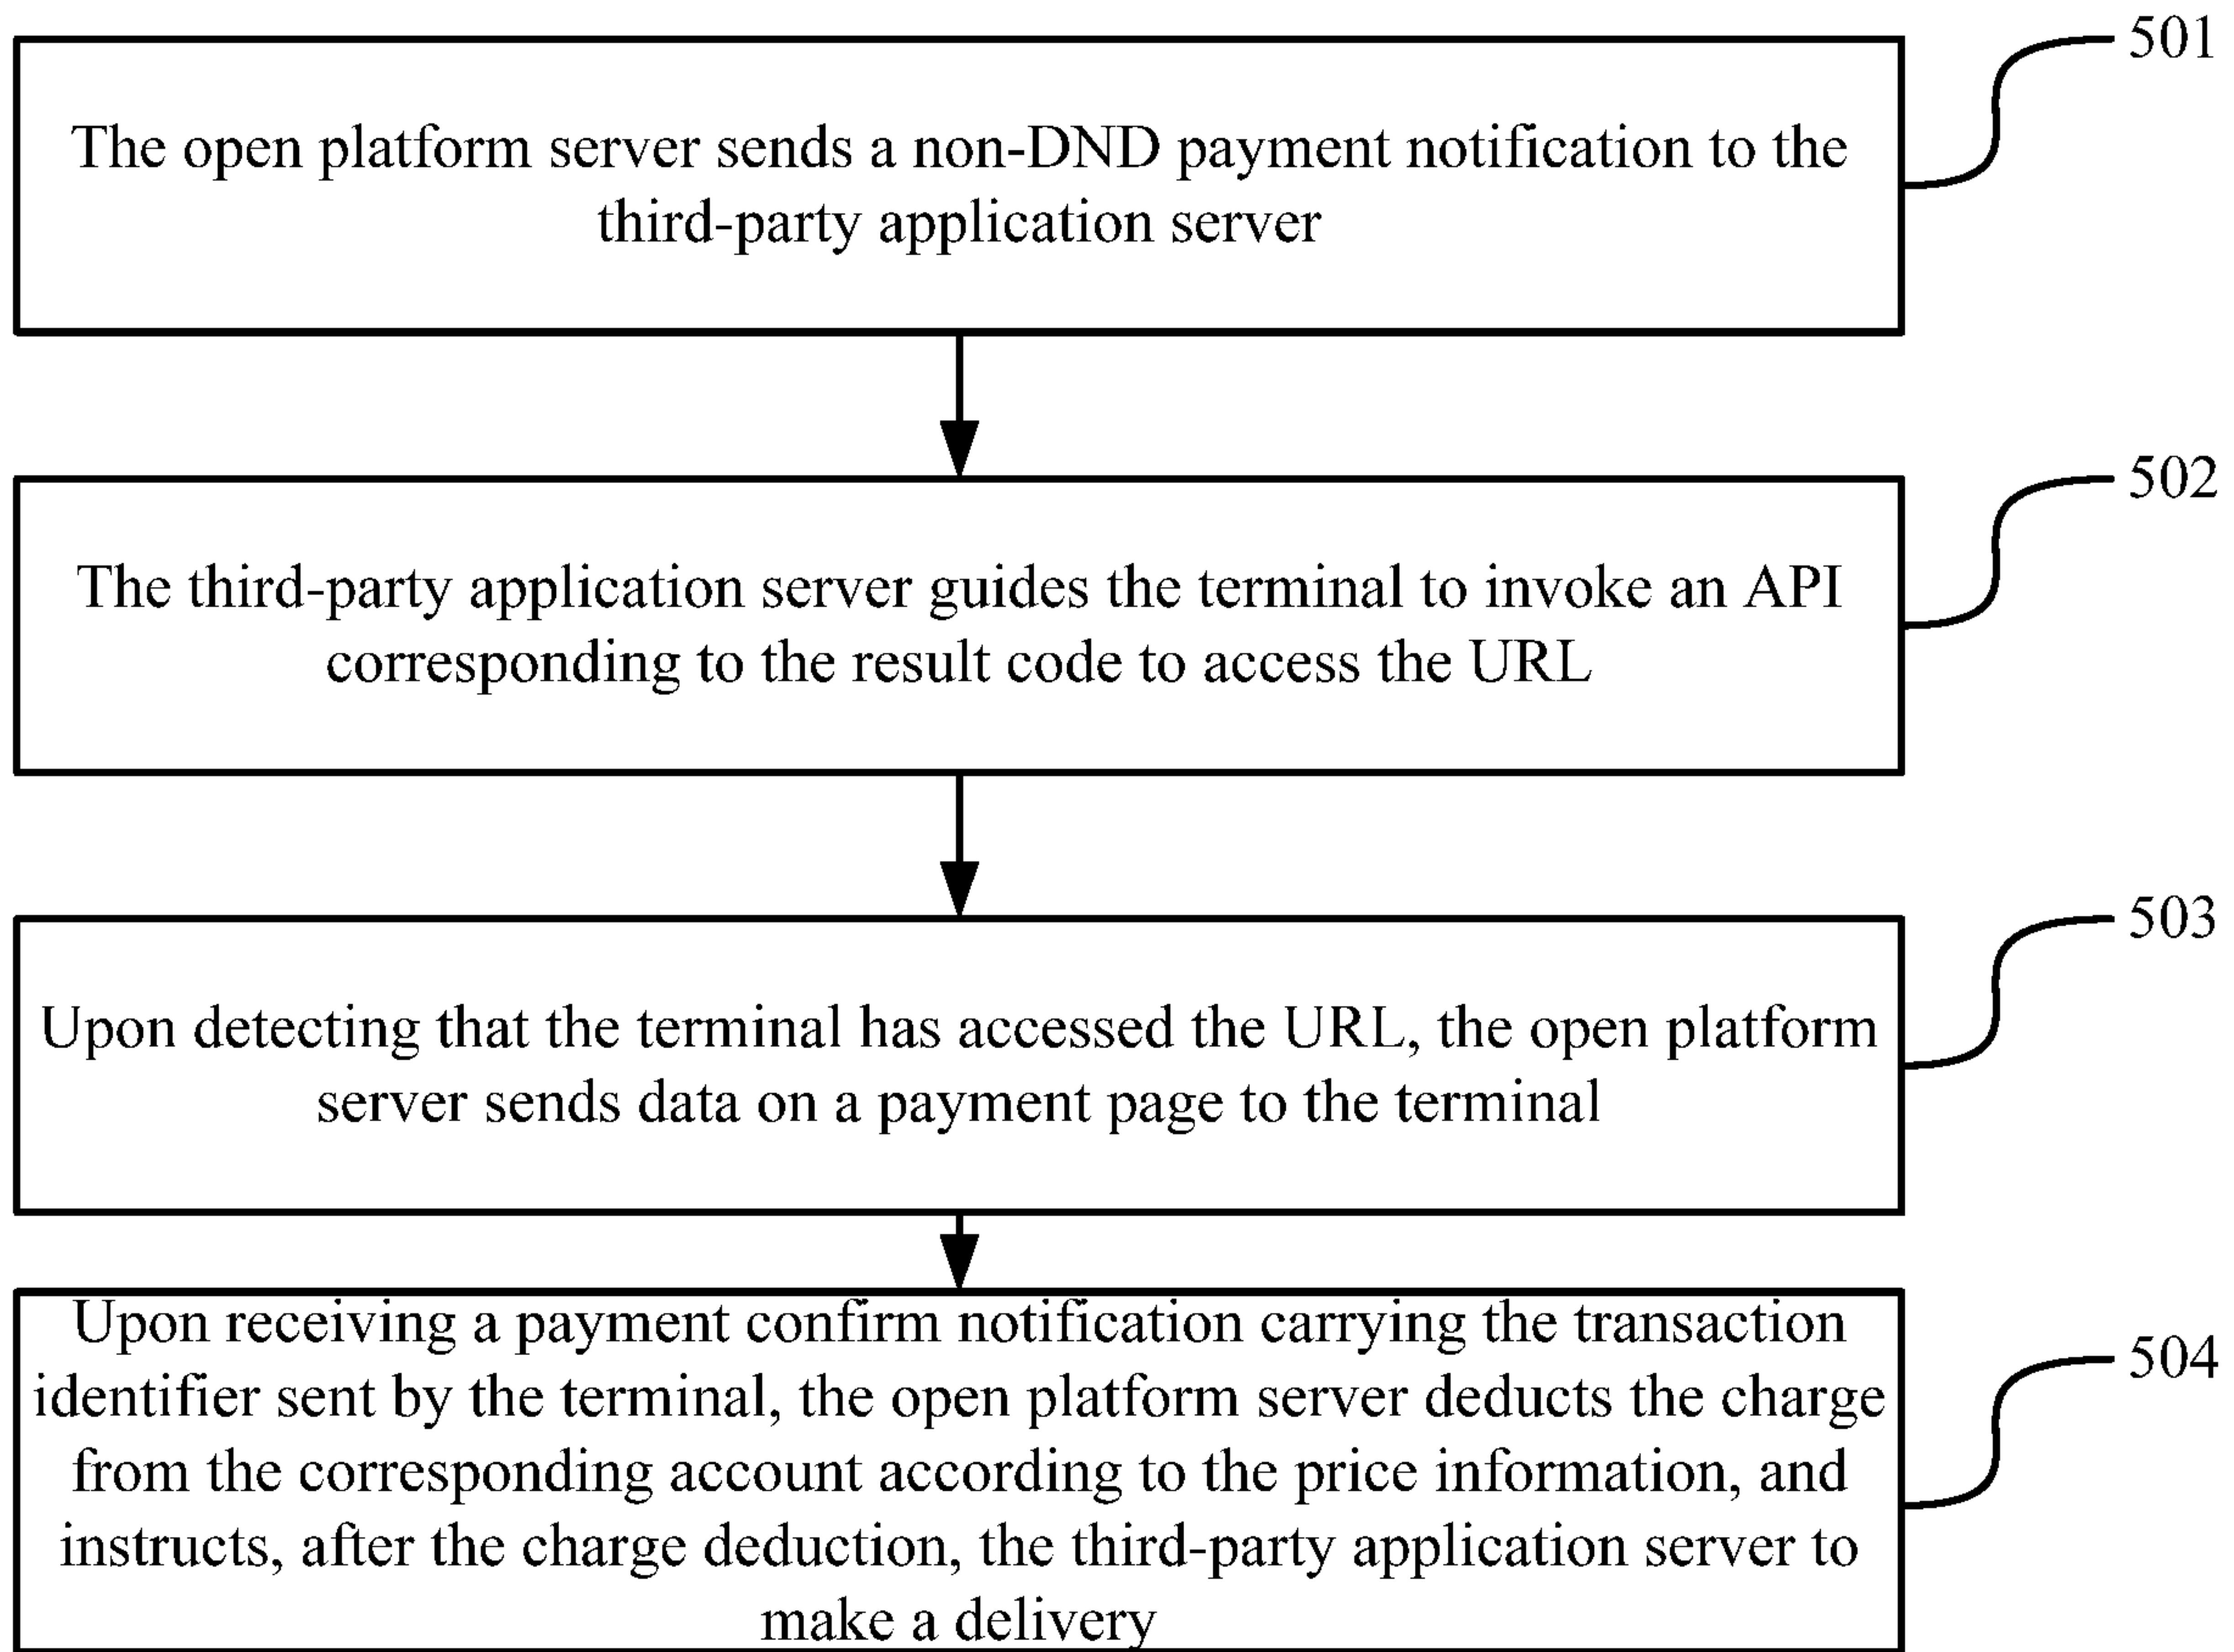 501
The open platform server sends a non-DND payment notification to the
third-party application server
502
The third-party application server guides the terminal to invoke an API
corresponding to the result code to access the URL
503
Upon detecting that the terminal has accessed the URL, the open platform
server sends data on a payment page to the terminal
504
Upon receiving a payment confirm notification carrying the transaction
identifier sent by the terminal, the open platform server deducts the charge
from the corresponding account according to the price information, and
instructs, after the charge deduction, the third-party application server to
make a delivery